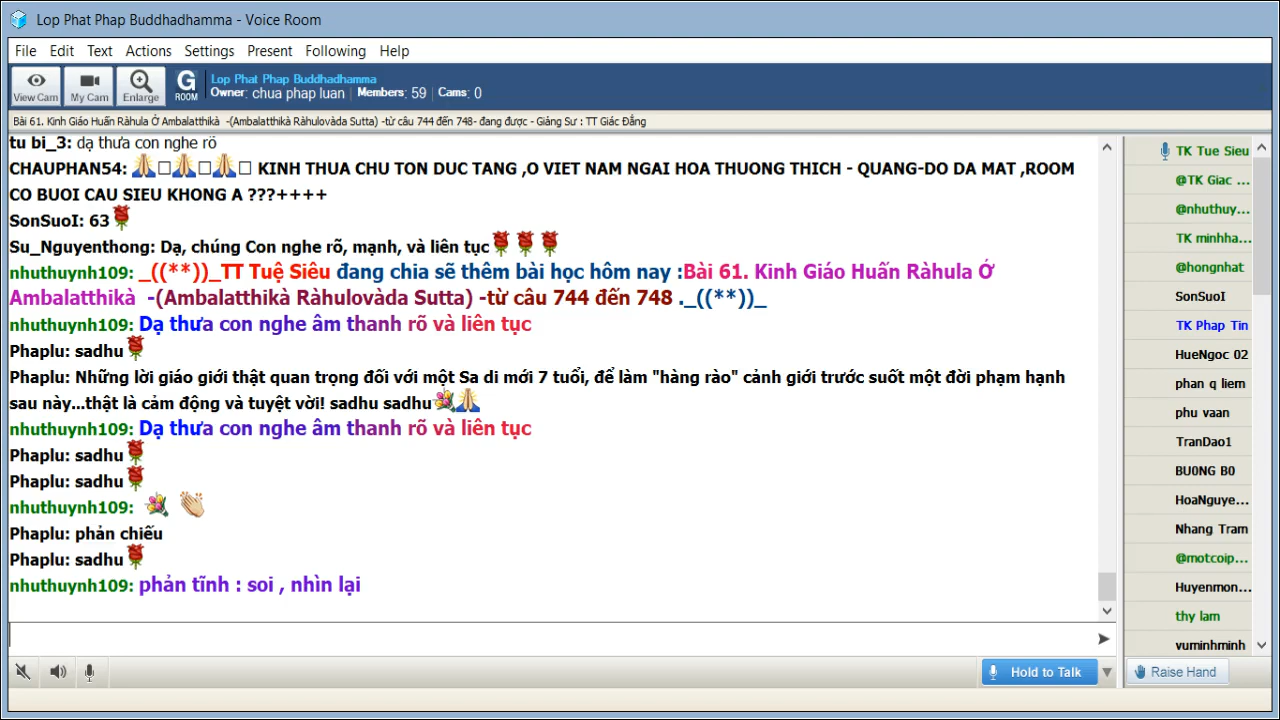 Lop Phat Phap Buddhadhamma - Voice Room
File Edit Text Actions Settings Present Following Help
View Cam My Cam Enlarge G ROOM
Lop Phat Phap Buddhadhamma
Owner: chua phap luan | Members: 59 | Cams: 0
Bài 61. Kinh Giáo Huấn Ràhula Ở Ambalatthikà -(Ambalatthikà Ràhulovàda Sutta) -từ câu 744 đến 748- đang được - Giảng Sư : TT Giác Đẳng
tu bi_3: dạ thưa con nghe rõ
CHAUPHAN54: KINH THUA CHU TON DUC TANG ,O VIET NAM NGAI HOA THUONG THICH - QUANG-DO DA MAT ,ROOM
CO BUOI CAU SIEU KHONG A ???++++
SonSuoI: 63
Su_Nguyenthong: Dạ, chúng Con nghe rõ, mạnh, và liên tục
nhuthuynh109: _((**))_TT Tuệ Siêu đang chia sẽ thêm bài học hôm nay :Bài 61. Kinh Giáo Huấn Ràhula Ở
Ambalatthikà -(Ambalatthikà Ràhulovàda Sutta) -từ câu 744 đến 748 ._((**))_
nhuthuynh109: Dạ thưa con nghe âm thanh rõ và liên tục
Phaplu: sadhu
Phaplu: Những lời giáo giới thật quan trọng đối với một Sa di mới 7 tuổi, để làm "hàng rào" cảnh giới trước suốt một đời phạm hạnh
sau này...thật là cảm động và tuyệt vời! sadhu sadhu
nhuthuynh109: Dạ thưa con nghe âm thanh rõ và liên tục
Phaplu: sadhu
Phaplu: sadhu
nhuthuynh109:
Phaplu: phản chiếu
Phaplu: sadhu
nhuthuynh109: phản tĩnh : soi , nhìn lại
Hold to Talk
TK Tue Sieu
@TK Giac ...
@nhuthuy...
TK minhha...
@hongnhat
SonSuoI
TK Phap Tin
HueNgoc 02
phan q liem
phu vaan
TranDao1
BU0NG B0
HoaNguye...
Nhang Tram
@motcoip...
Huyenmon...
thy lam
vuminhminh
Raise Hand